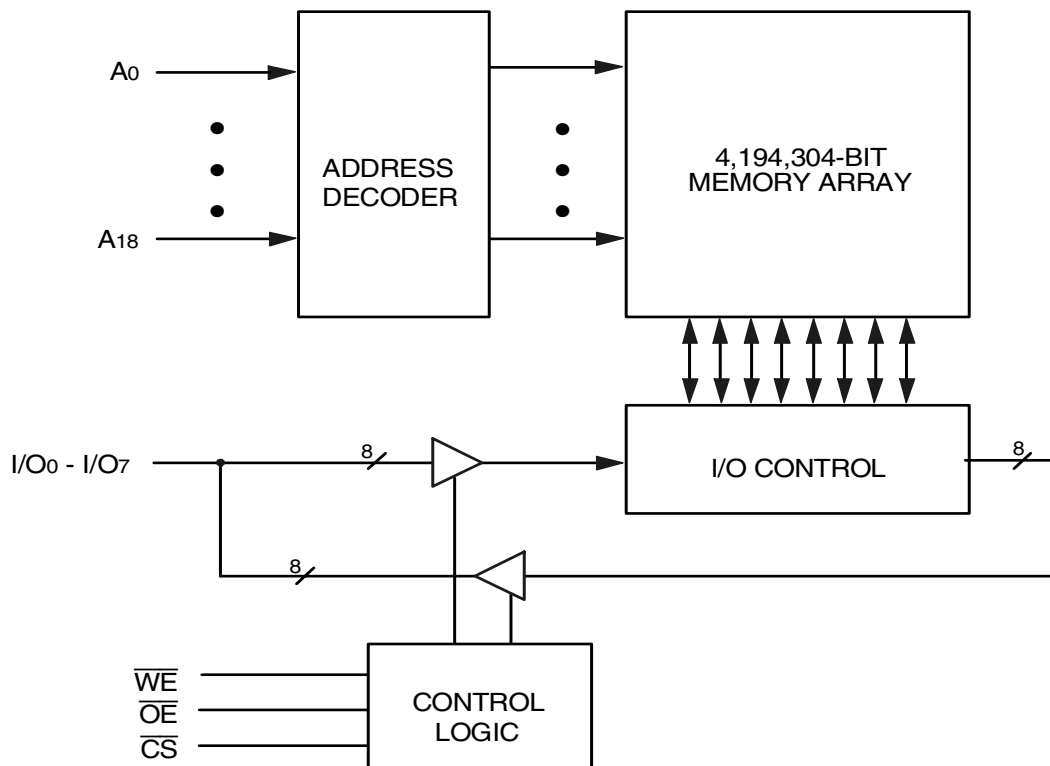 A0
A18
ADDRESS
DECODER
4,194,304-BIT
MEMORY ARRAY
I/O0 - I/O7
8
I/O CONTROL
8
8
WE
OE
CS
CONTROL
LOGIC